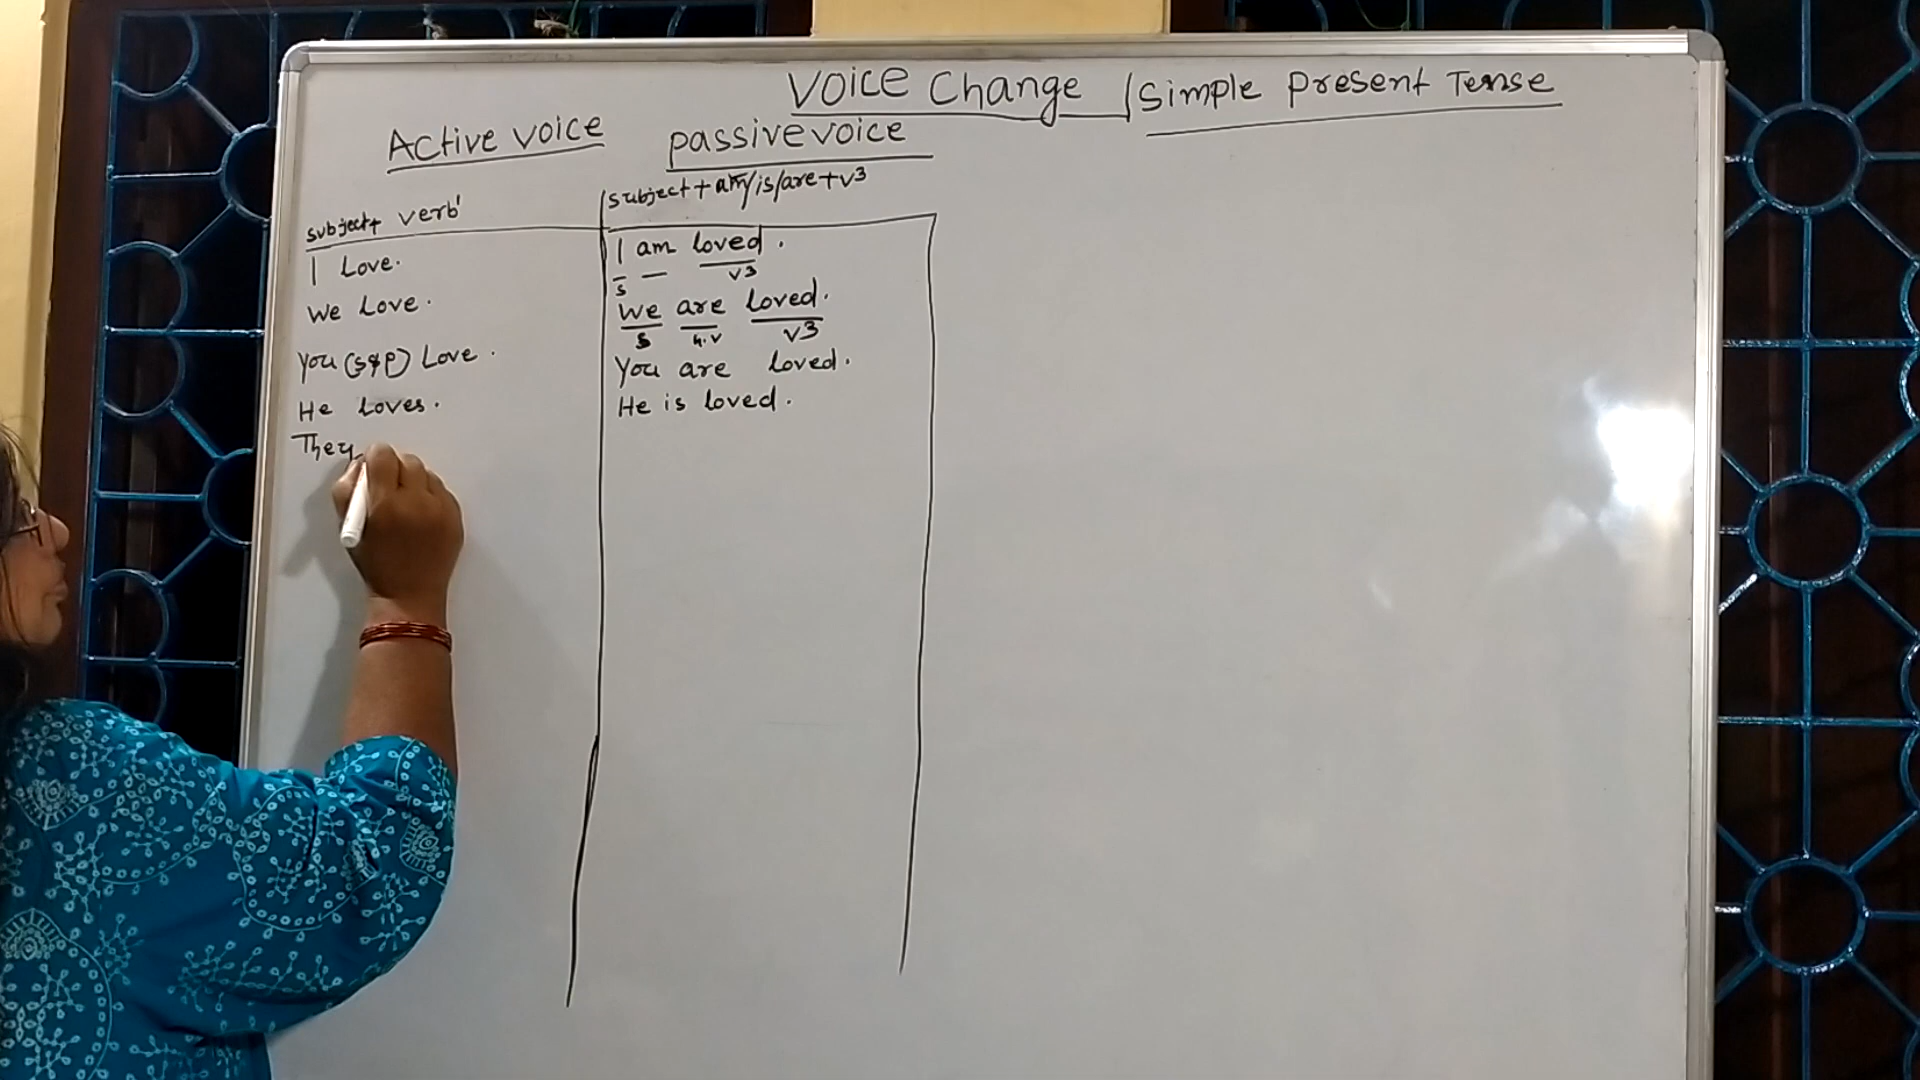 Voice Change / Simple Present Tense
Active Voice
passive voice
subject + verb¹
subject + am/is/are + v3
I Love.
I am loved.
s v3
We Love.
We are loved.
s h.v v3
You (s&p) Love.
You are loved.
He Loves.
He is loved.
They